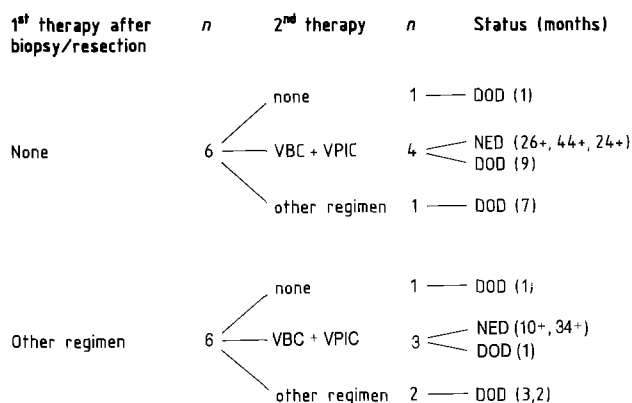 1st therapy after biopsy/resection n 2nd therapy n Status (months)
none 1 DOD (1)
None 6 VBC + VPIC 4 NED (26+, 44+, 24+)
DOD (9)
other regimen 1 DOD (7)
none 1 DOD (1;
Other regimen 6 VBC + VPIC 3 NED (10+, 34+)
DOD (1)
other regimen 2 DOD (3,2)